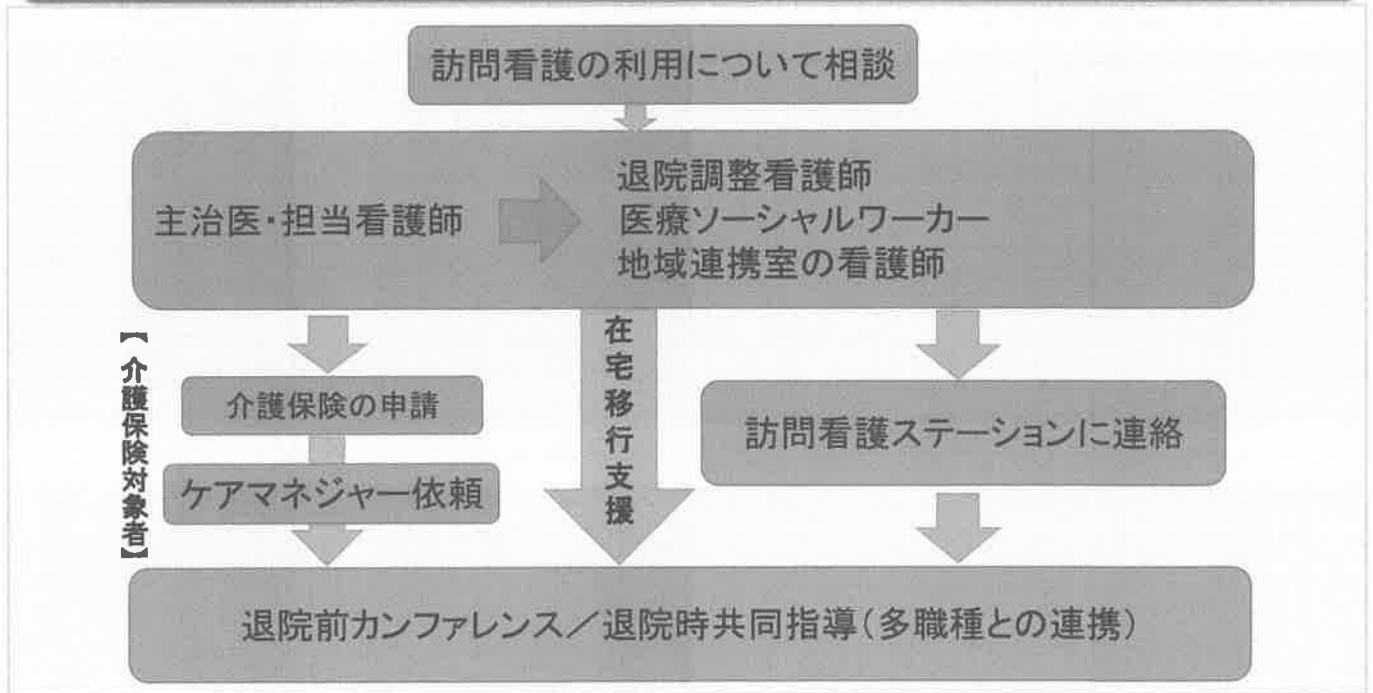 訪問看護の利用について相談
主治医・担当看護師
退院調整看護師
医療ソーシャルワーカー
地域連携室の看護師
【介護保険対象者】
介護保険の申請
ケアマネジャー依頼
在宅移行支援
訪問看護ステーションに連絡
退院前カンファレンス／退院時共同指導（多職種との連携）